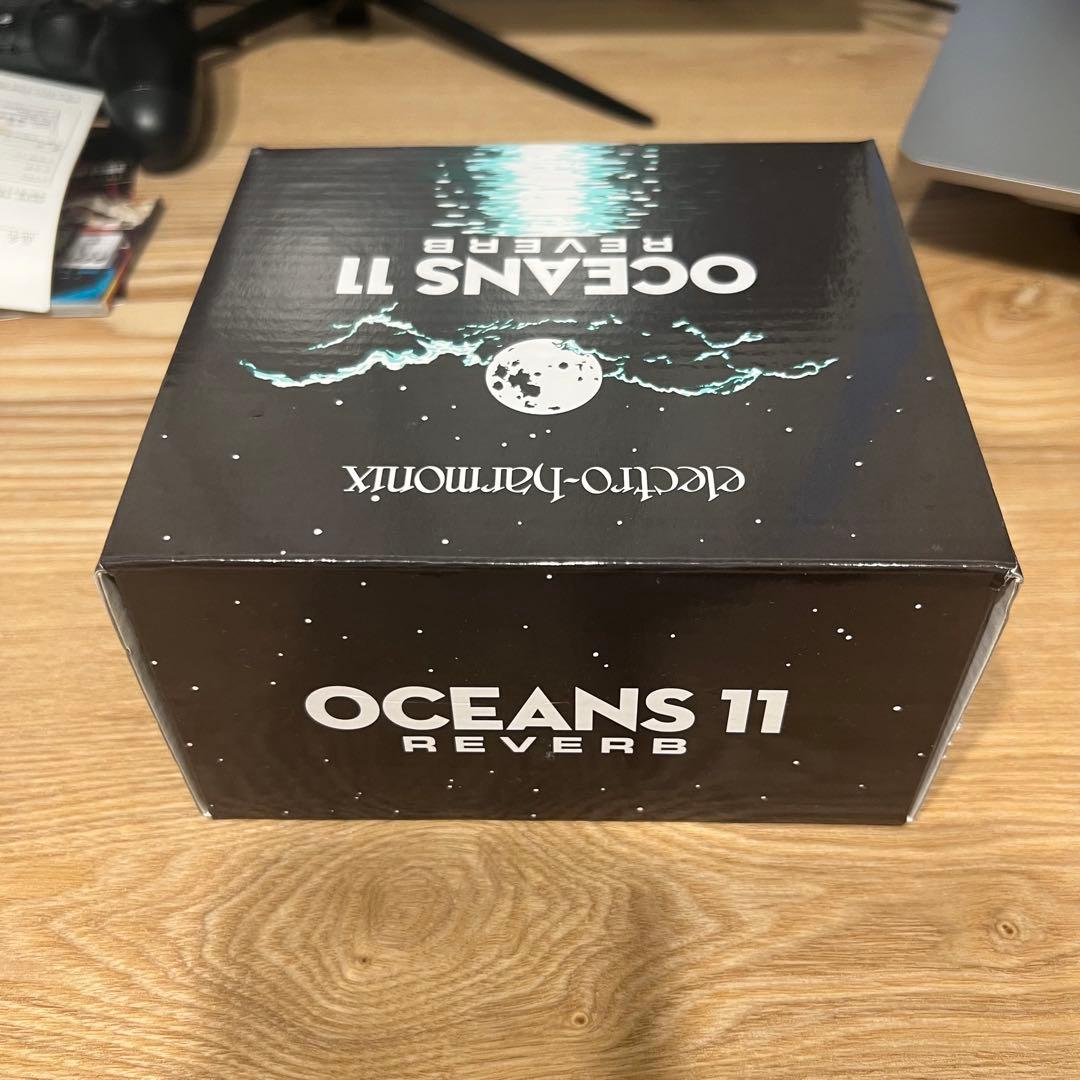 OCEANS 11
REVERB
electro-harmonix
OCEANS 11
REVERB